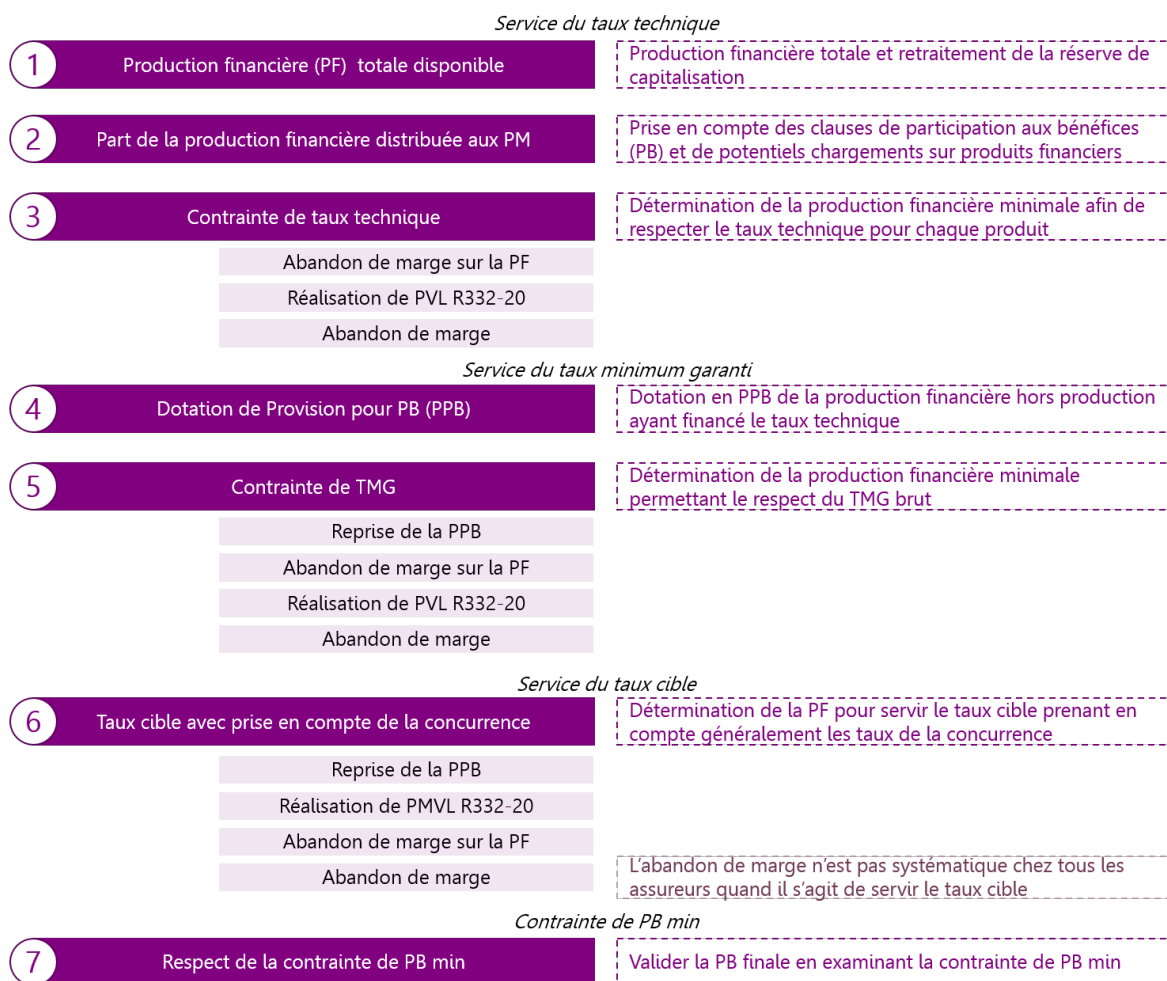 Service du taux technique
1
Production financière (PF) totale disponible
Production financière totale et retraitement de la réserve de
capitalisation
2
Part de la production financière distribuée aux PM
Prise en compte des clauses de participation aux bénéfices
(PB) et de potentiels chargements sur produits financiers
3
Contrainte de taux technique
Détermination de la production financière minimale afin de
respecter le taux technique pour chaque produit
Abandon de marge sur la PF
Réalisation de PVL R332-20
Abandon de marge
Service du taux minimum garanti
4
Dotation de Provision pour PB (PPB)
Dotation en PPB de la production financière hors production
ayant financé le taux technique
5
Contrainte de TMG
Détermination de la production financière minimale
permettant le respect du TMG brut
Reprise de la PPB
Abandon de marge sur la PF
Réalisation de PVL R332-20
Abandon de marge
Service du taux cible
6
Taux cible avec prise en compte de la concurrence
Détermination de la PF pour servir le taux cible prenant en
compte généralement les taux de la concurrence
Reprise de la PPB
Réalisation de PMVL R332-20
Abandon de marge sur la PF
Abandon de marge
L'abandon de marge n'est pas systématique chez tous les
assureurs quand il s'agit de servir le taux cible
Contrainte de PB min
7
Respect de la contrainte de PB min
Valider la PB finale en examinant la contrainte de PB min